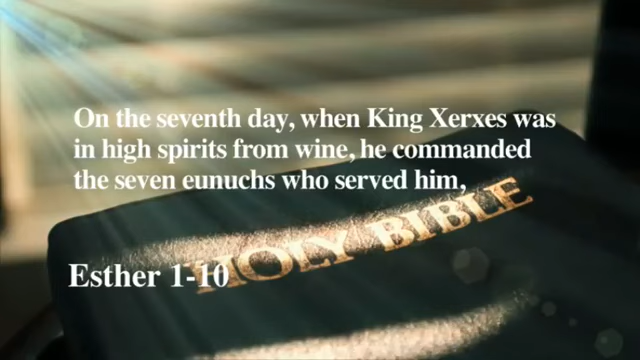 On the seventh day, when King Xerxes was
in high spirits from wine, he commanded
the seven eunuchs who served him,
HOLY BIBLE
Esther 1-10